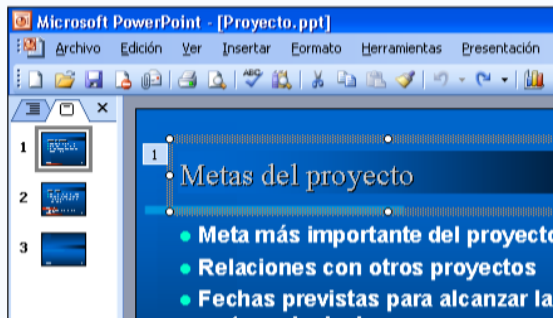 Microsoft PowerPoint - [Proyecto.ppt]
Archivo Edición Ver Insertar Formato Herramientas Presentación
1
2
3
1
Metas del proyecto
Meta más importante del proyecto
Relaciones con otros proyectos
Fechas previstas para alcanzar la